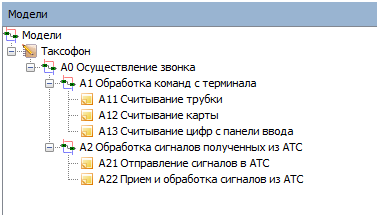 Модели
Модели
Таксофон
A0 Осуществление звонка
A1 Обработка команд с терминала
A11 Считывание трубки
A12 Считывание карты
A13 Считывание цифр с панели ввода
A2 Обработка сигналов полученных из АТС
A21 Отправление сигналов в АТС
A22 Прием и обработка сигналов из АТС